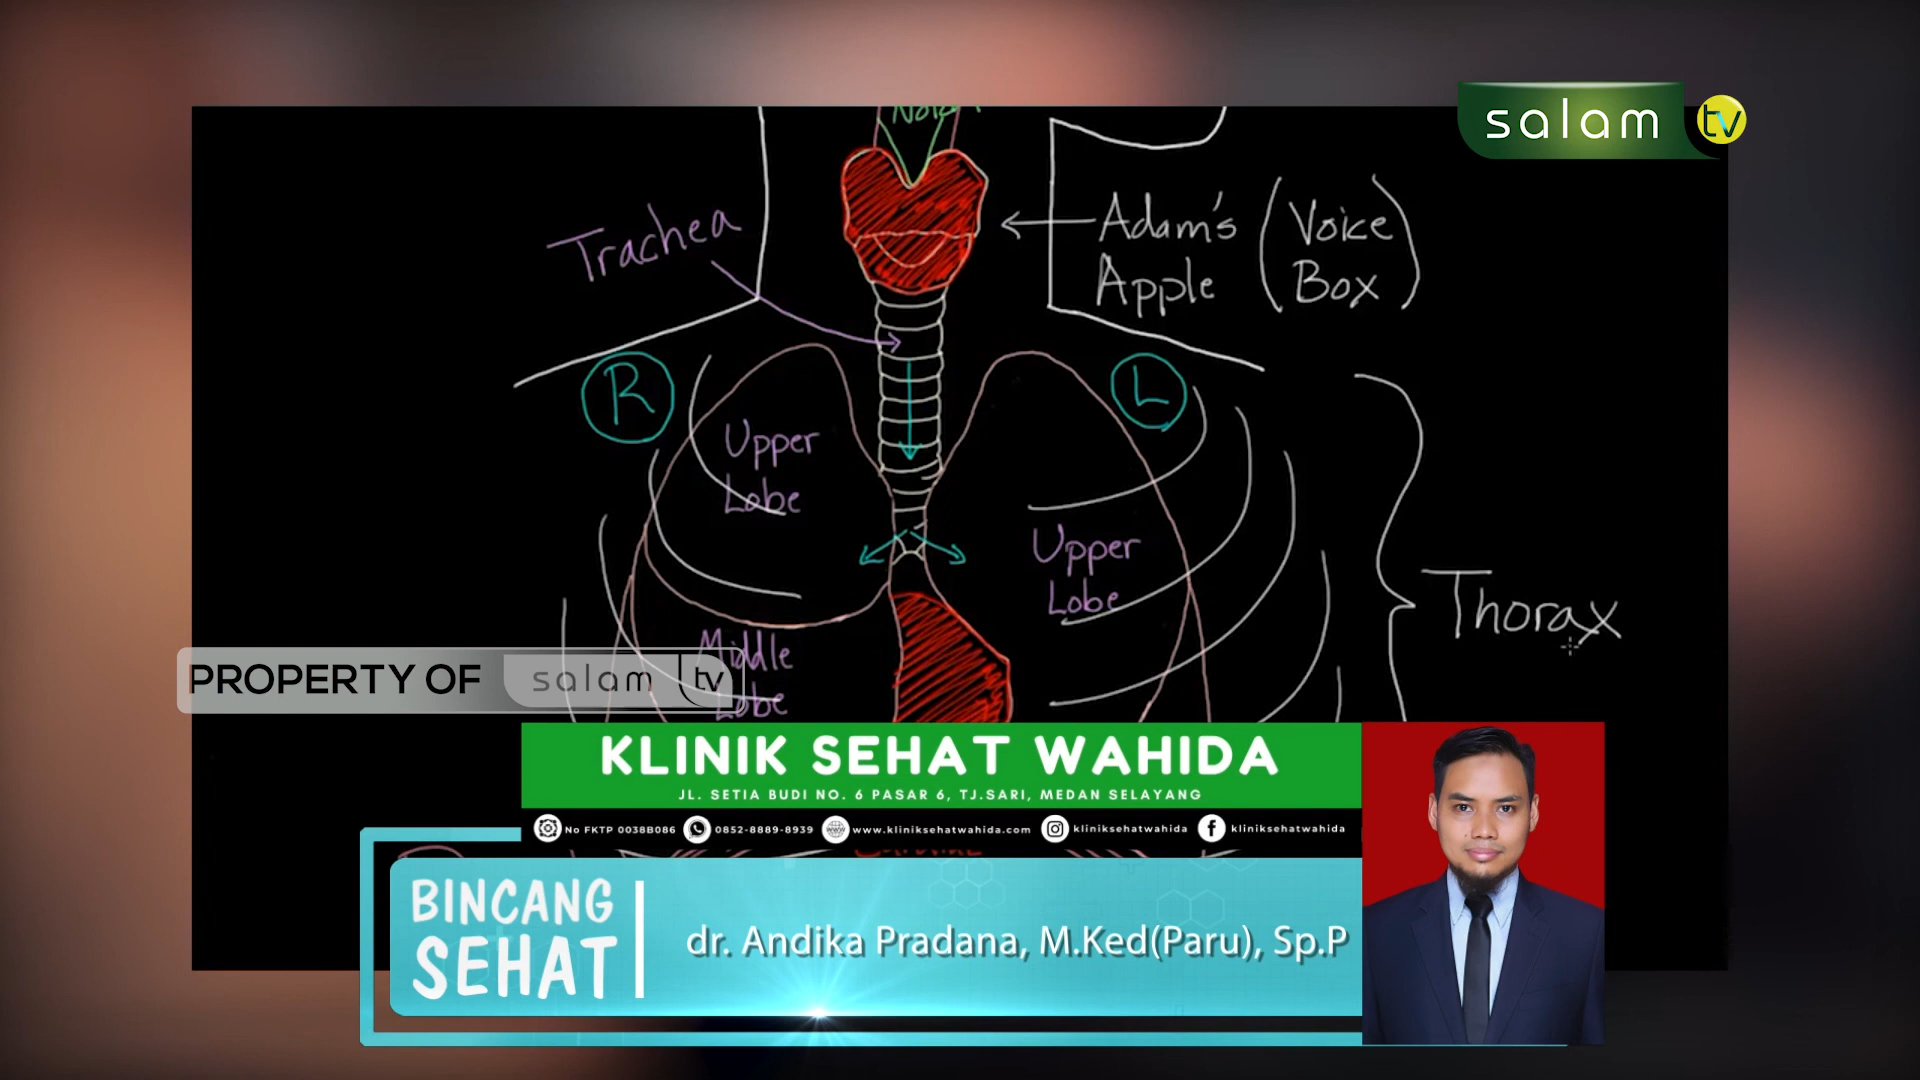 salam tv
Trachea
Adam's
Apple
(Voice
Box)
R
L
Upper
Lobe
Upper
Lobe
Thorax
Middle
Lobe
PROPERTY OF salam tv
KLINIK SEHAT WAHIDA
JL. SETIA BUDI NO. 6 PASAR 6, TJ.SARI, MEDAN SELAYANG
No FKTP 0038B086 0852-8889-8939 www.kliniksehatwahida.com kliniksehatwahida kliniksehatwahida
BINCANG
SEHAT
dr. Andika Pradana, M.Ked(Paru), Sp.P